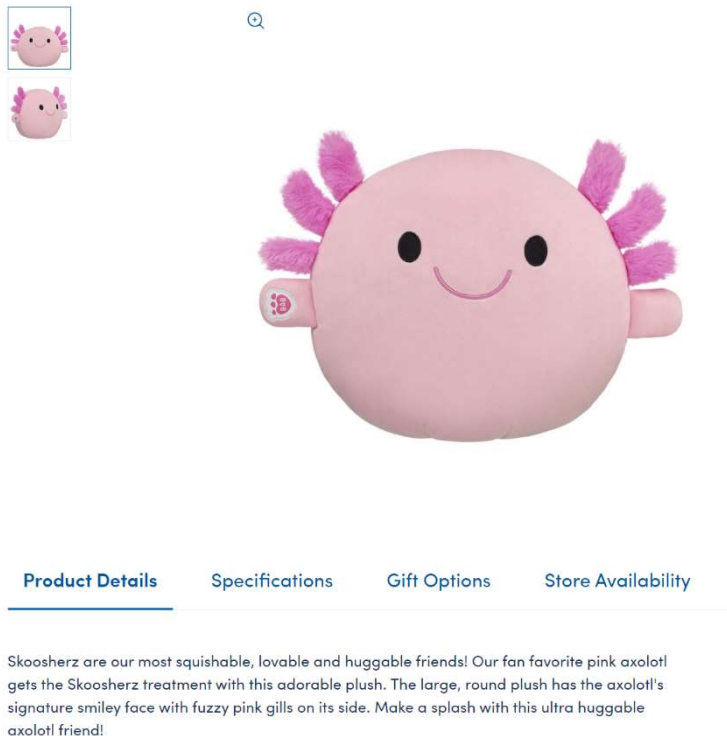 Product Details
Specifications
Gift Options
Store Availability
Skoosherz are our most squishable, lovable and huggable friends! Our fan favorite pink axolotl
gets the Skoosherz treatment with this adorable plush. The large, round plush has the axolotl's
signature smiley face with fuzzy pink gills on its side. Make a splash with this ultra huggable
axolotl friend!